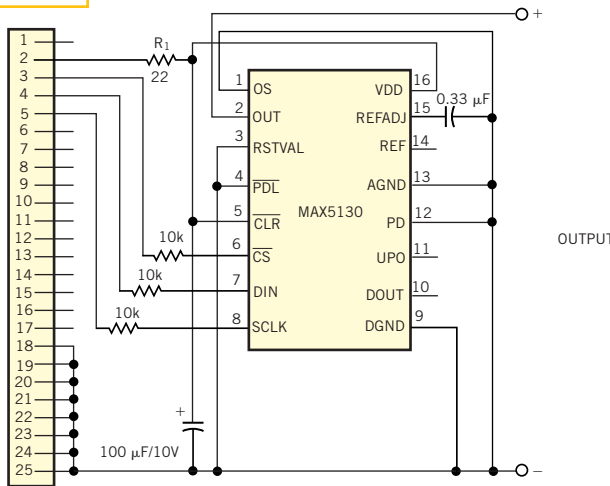 +
1
2
3
4
5
6
7
8
9
10
11
12
13
14
15
16
17
18
19
20
21
22
23
24
25
R1
22
10k
10k
10k
+
100 µF/10V
1 OS
2 OUT
3 RSTVAL
4 PDL
5 CLR
6 CS
7 DIN
8 SCLK
MAX5130
VDD 16
REFADJ 15
REF 14
AGND 13
PD 12
UPO 11
DOUT 10
DGND 9
0.33 µF
OUTPUT
−